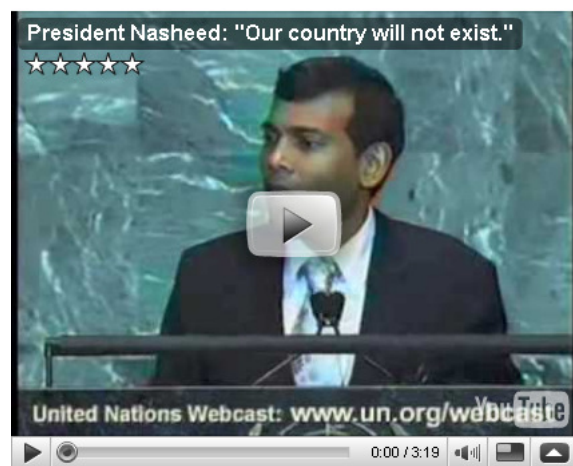 President Nasheed: "Our country will not exist."
United Nations Webcast: www.un.org/webcast
YouTube
0:00 / 3:19